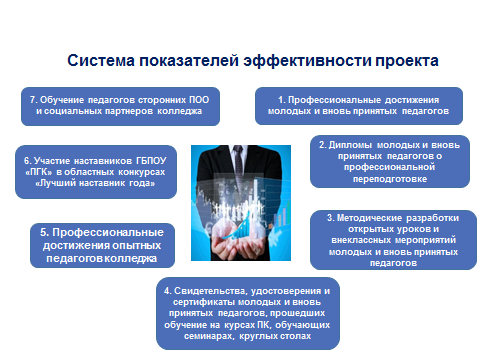 Система показателей эффективности проекта
1. Профессиональные достижения
молодых и вновь принятых педагогов
2. Дипломы молодых и вновь
принятых педагогов о
профессиональной
переподготовке
3. Методические разработки
открытых уроков и
внеклассных мероприятий
молодых и вновь принятых
педагогов
4. Свидетельства, удостоверения и
сертификаты молодых и вновь
принятых педагогов, прошедших
обучение на курсах ПК, обучающих
семинарах, круглых столах
5. Профессиональные
достижения опытных
педагогов колледжа
6. Участие наставников ГБПОУ
«ПГК» в областных конкурсах
«Лучший наставник года»
7. Обучение педагогов сторонних ПОО
и социальных партнеров колледжа